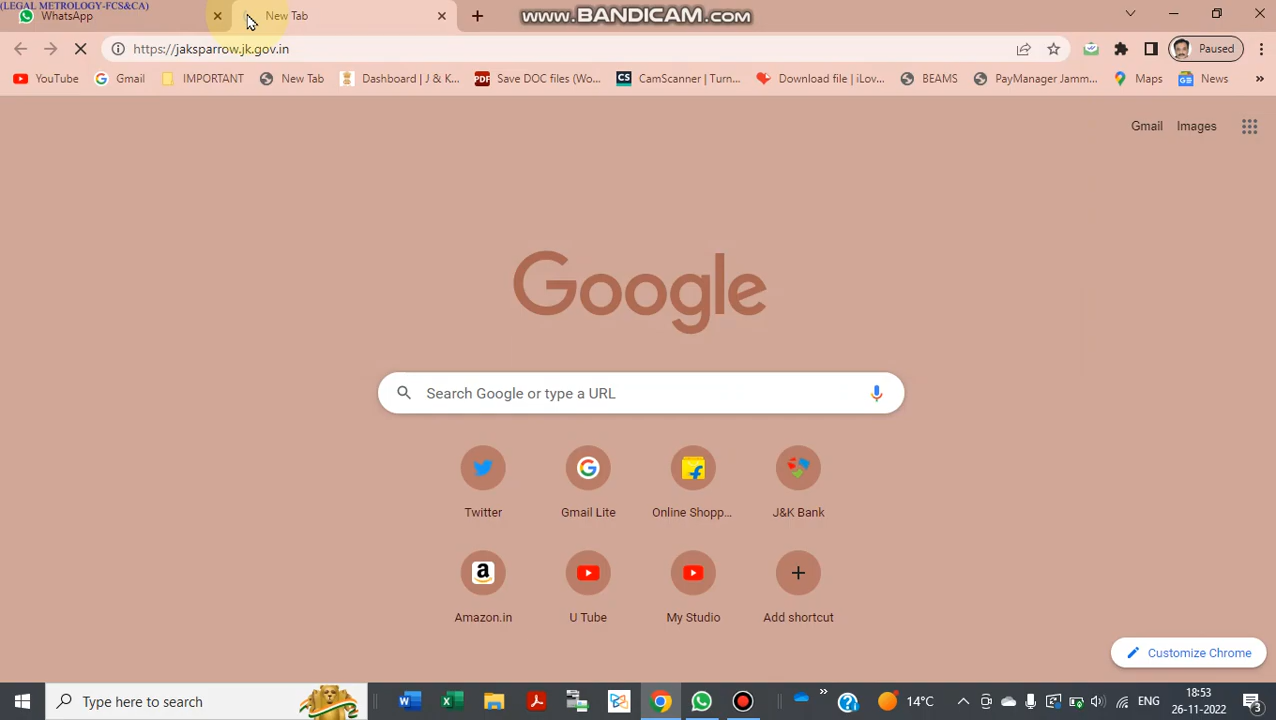 (LEGAL METROLOGY-FCS&CA)
WhatsApp
New Tab
www.BANDICAM.com
https://jaksparrow.jk.gov.in
Paused
YouTube
Gmail
IMPORTANT
New Tab
Dashboard | J & K...
PDF
Save DOC files (Wo...
CS
CamScanner | Turn...
Download file | iLov...
BEAMS
PayManager Jamm...
Maps
News
»
Gmail
Images
Google
Search Google or type a URL
Twitter
Gmail Lite
Online Shopp...
J&K Bank
Amazon.in
U Tube
My Studio
Add shortcut
Customize Chrome
Type here to search
14°C
ENG
18:53
26-11-2022
3